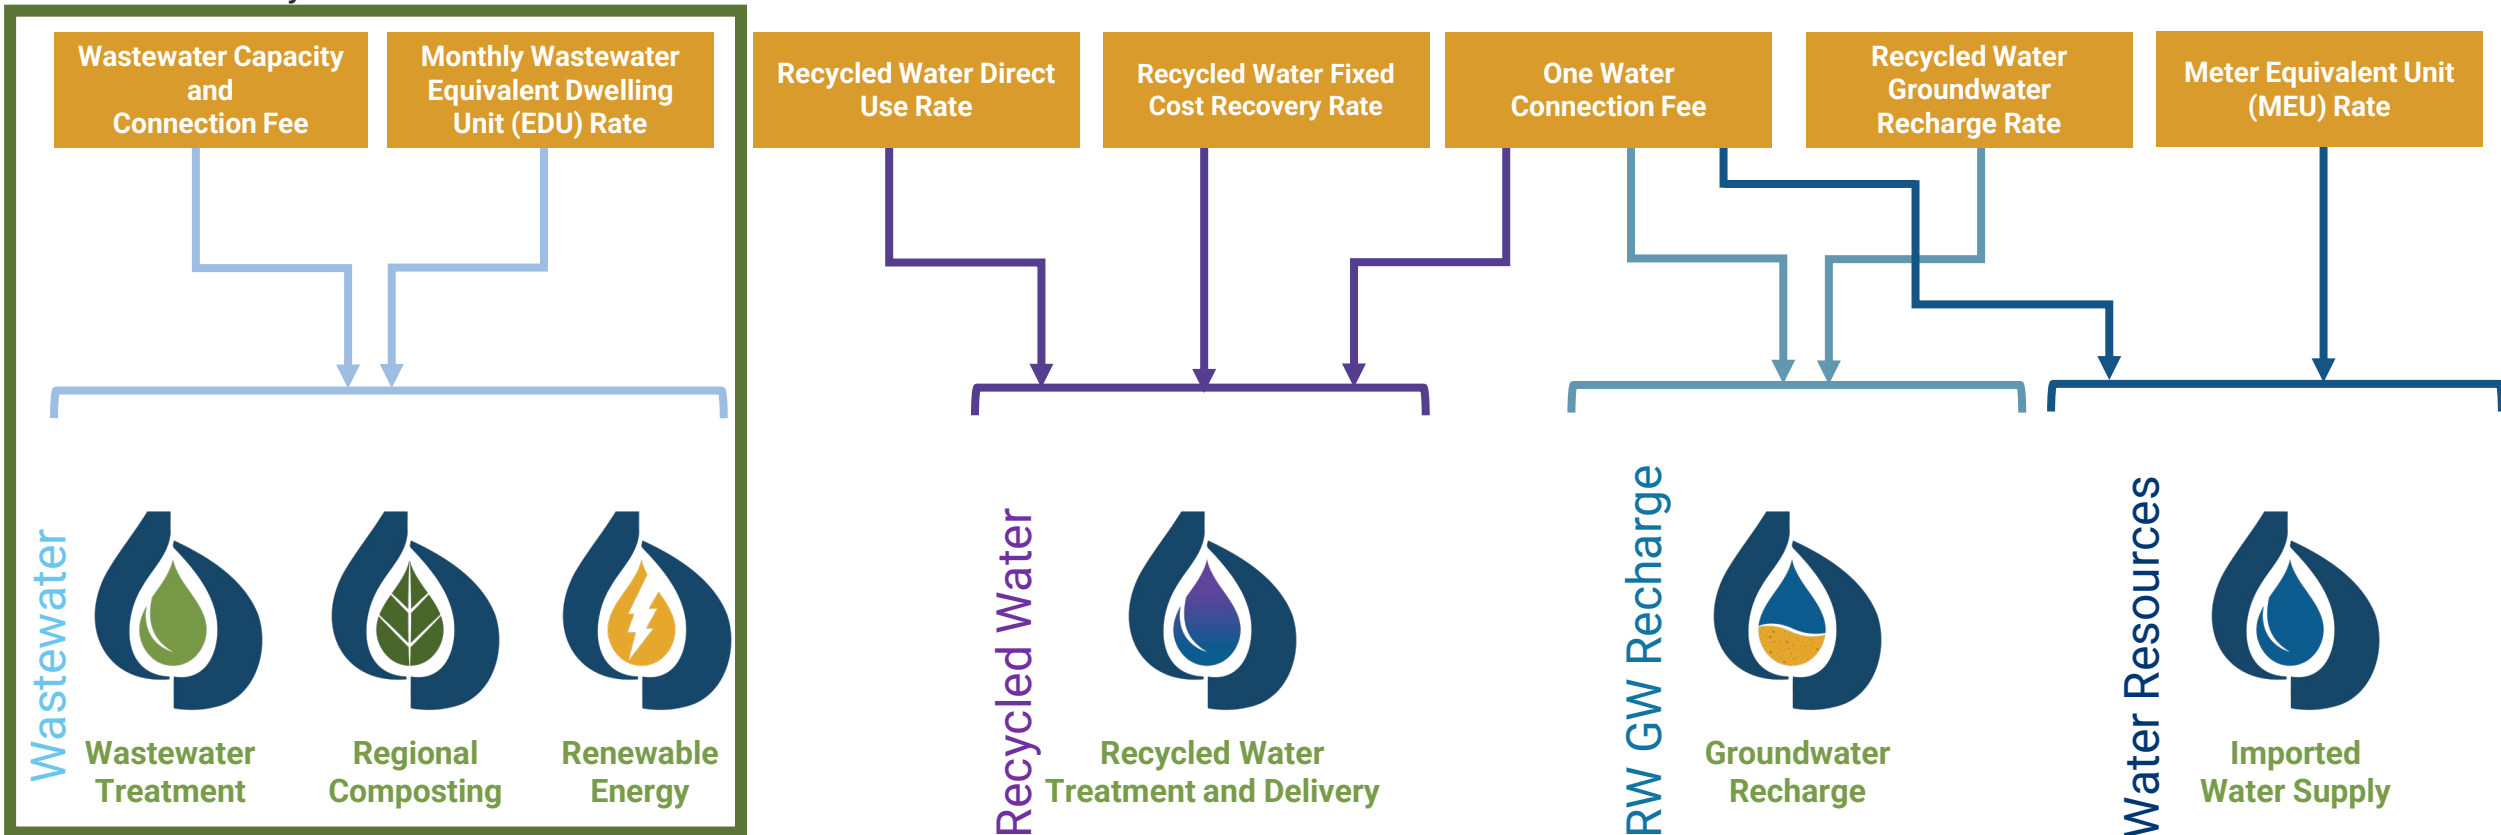 Wastewater Capacity
and
Connection Fee
Monthly Wastewater
Equivalent Dwelling
Unit (EDU) Rate
Recycled Water Direct
Use Rate
Recycled Water Fixed
Cost Recovery Rate
One Water
Connection Fee
Recycled Water
Groundwater
Recharge Rate
Meter Equivalent Unit
(MEU) Rate
Wastewater
Wastewater
Treatment
Regional
Composting
Renewable
Energy
Recycled Water
Recycled Water
Treatment and Delivery
RW GW Recharge
Groundwater
Recharge
Water Resources
Imported
Water Supply